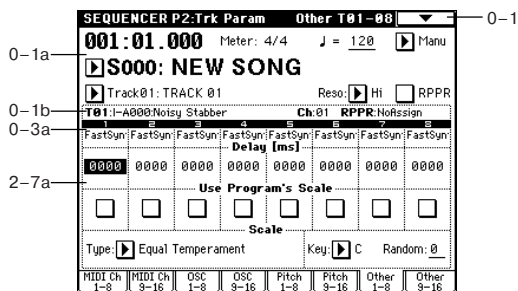 SEQUENCER P2:Trk Param Other T01-08
0-1
001:01.000 Meter: 4/4 ♩ = 120 Manu
0-1a
S000: NEW SONG
Track01: TRACK 01 Reso: Hi RPPR
0-1b
T01:I-A000:Noisy Stabber Ch:01 RPPR:NoAssign
0-3a
1 2 3 4 5 6 7 8
FastSyn FastSyn FastSyn FastSyn FastSyn FastSyn FastSyn FastSyn
Delay [ms]
0000 0000 0000 0000 0000 0000 0000 0000
2-7a
Use Program's Scale
Scale
Type: Equal Temperament Key: C Random: 0
MIDI Ch 1-8 MIDI Ch 9-16 OSC 1-8 OSC 9-16 Pitch 1-8 Pitch 9-16 Other 1-8 Other 9-16